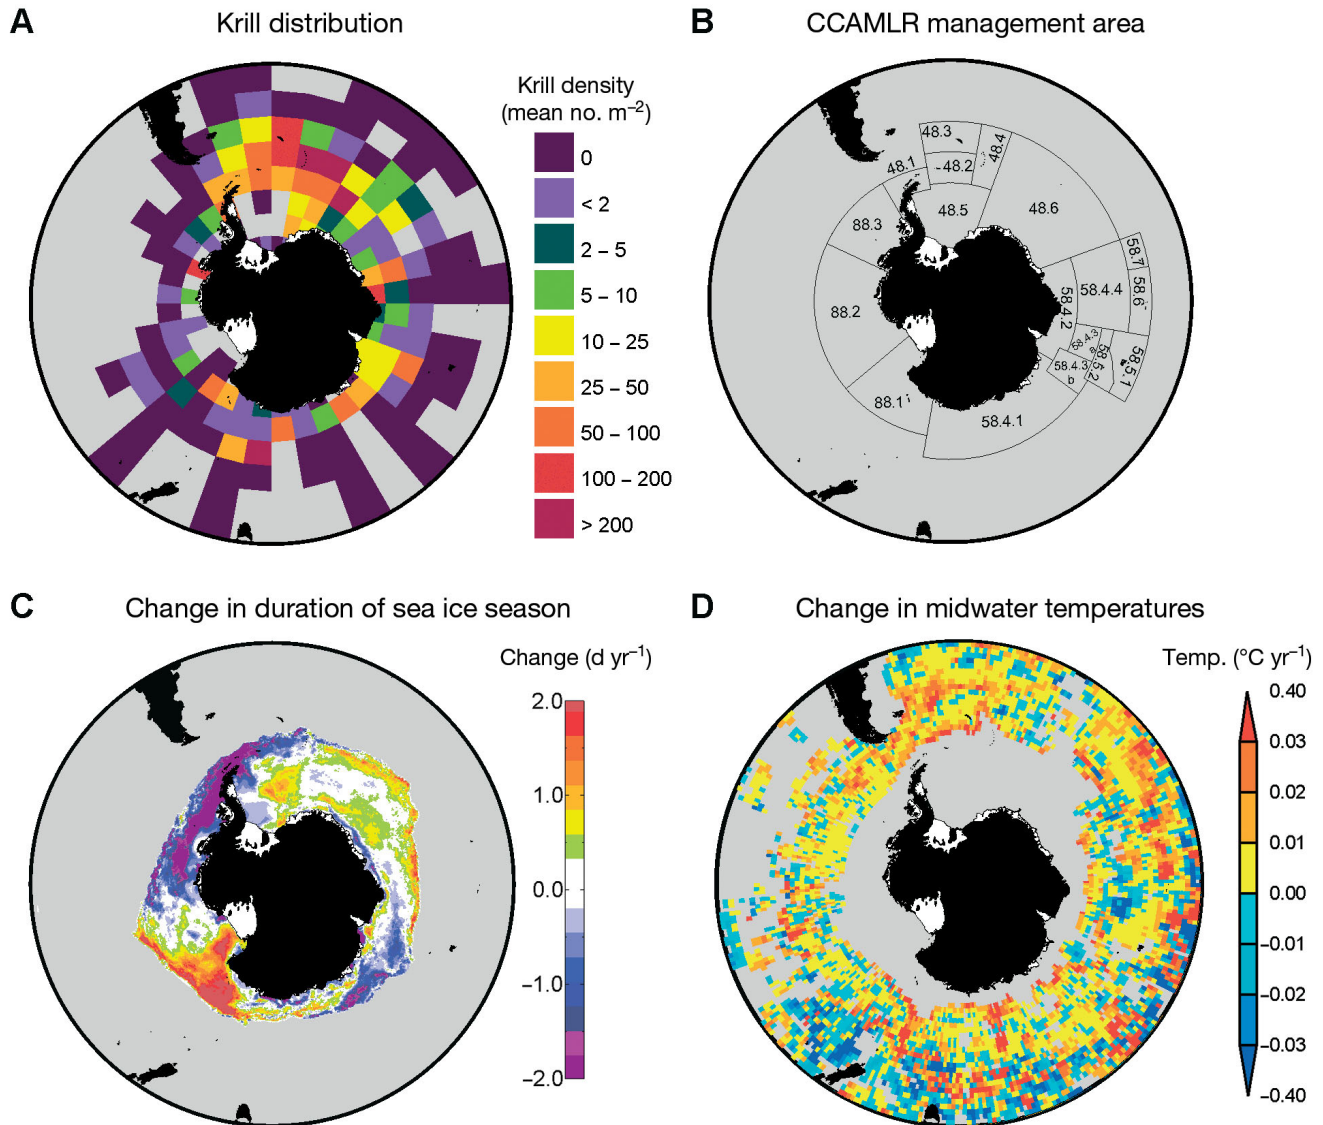 A Krill distribution
Krill density
(mean no. m–2)
0
< 2
2 – 5
5 – 10
10 – 25
25 – 50
50 – 100
100 – 200
> 200
B CCAMLR management area
48.3
48.4
48.1
48.2
48.5
48.6
88.3
88.2
88.1
58.7
58.6
58.4.4
58.4.2
58.4.3
a
58.4.3
b
58.5.2
58.5.1
58.4.1
C Change in duration of sea ice season
Change (d yr–1)
2.0
1.0
0.0
–1.0
–2.0
D Change in midwater temperatures
Temp. (°C yr–1)
0.40
0.03
0.02
0.01
0.00
–0.01
–0.02
–0.03
–0.40